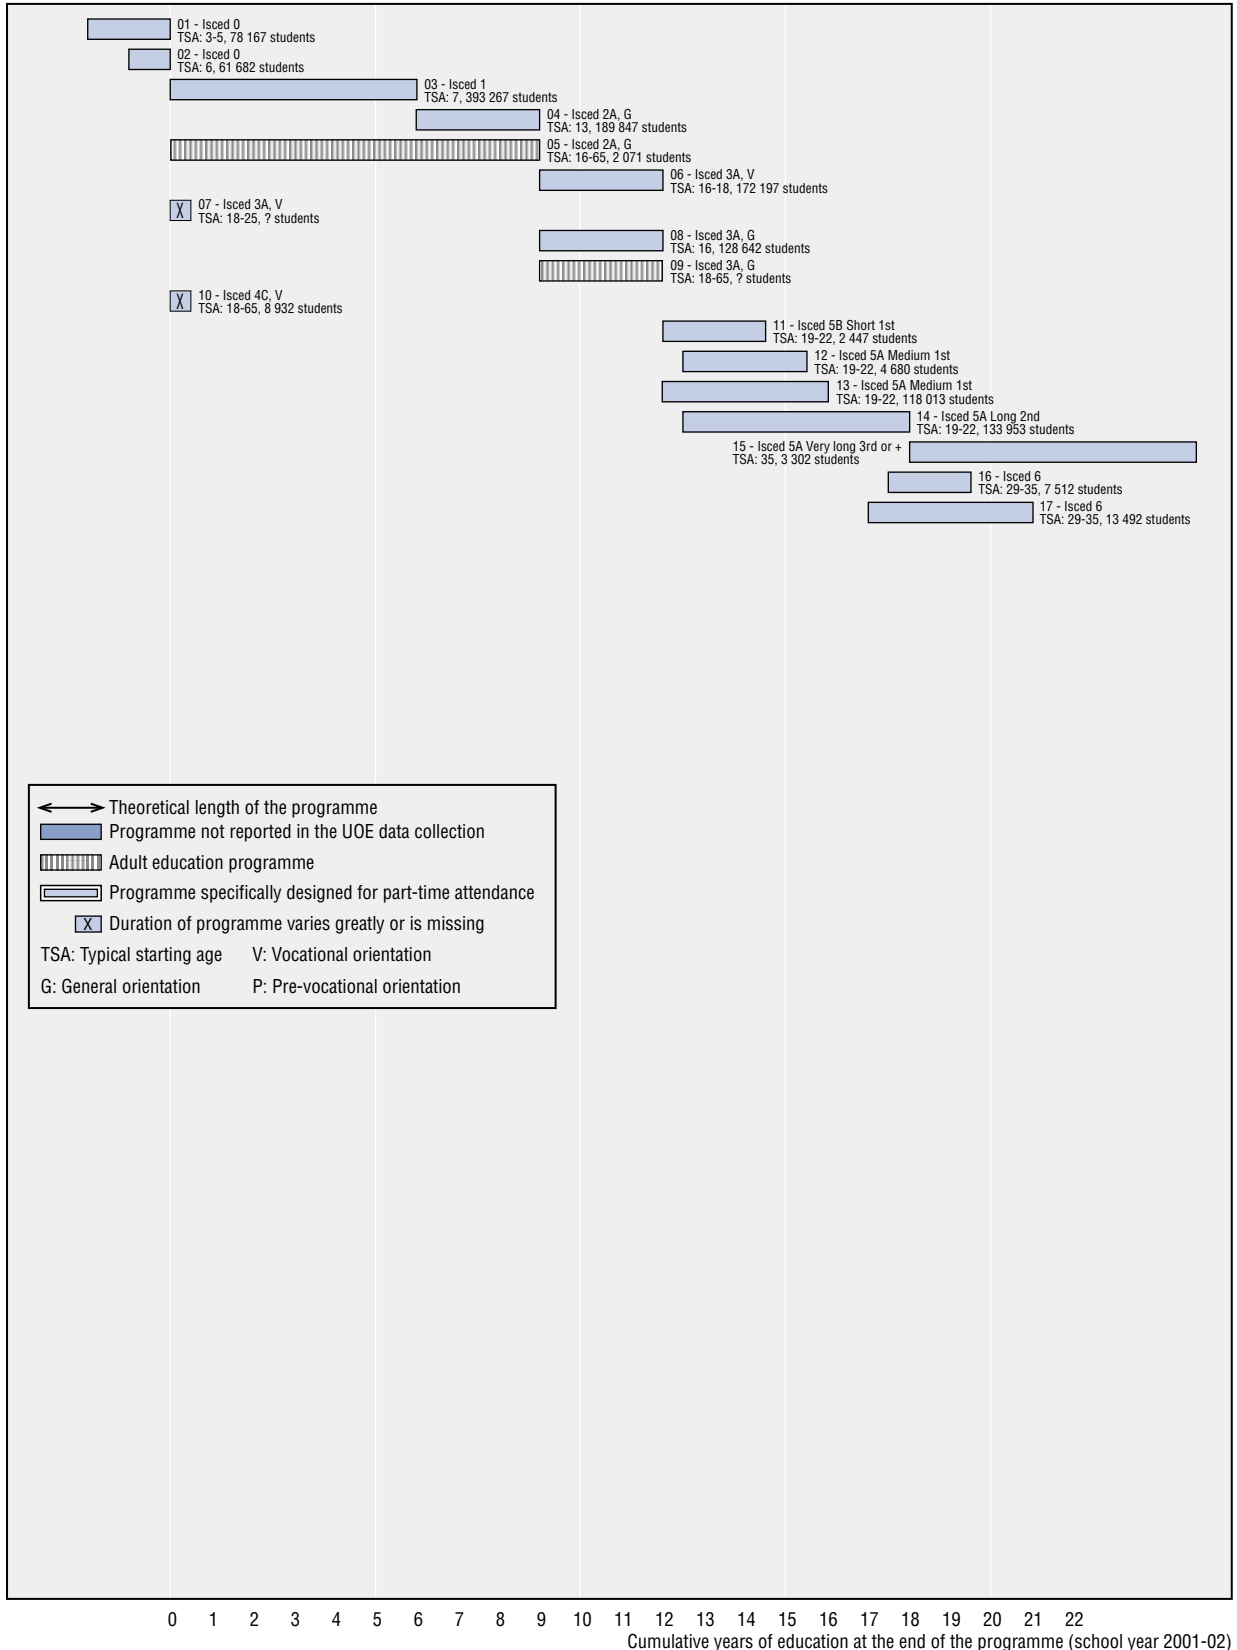 01 - Isced 0
TSA: 3-5, 78 167 students
02 - Isced 0
TSA: 6, 61 682 students
03 - Isced 1
TSA: 7, 393 267 students
04 - Isced 2A, G
TSA: 13, 189 847 students
05 - Isced 2A, G
TSA: 16-65, 2 071 students
06 - Isced 3A, V
TSA: 16-18, 172 197 students
X 07 - Isced 3A, V
TSA: 18-25, ? students
08 - Isced 3A, G
TSA: 16, 128 642 students
09 - Isced 3A, G
TSA: 18-65, ? students
X 10 - Isced 4C, V
TSA: 18-65, 8 932 students
11 - Isced 5B Short 1st
TSA: 19-22, 2 447 students
12 - Isced 5A Medium 1st
TSA: 19-22, 4 680 students
13 - Isced 5A Medium 1st
TSA: 19-22, 118 013 students
14 - Isced 5A Long 2nd
TSA: 19-22, 133 953 students
15 - Isced 5A Very long 3rd or +
TSA: 35, 3 302 students
16 - Isced 6
TSA: 29-35, 7 512 students
17 - Isced 6
TSA: 29-35, 13 492 students
Theoretical length of the programme
Programme not reported in the UOE data collection
Adult education programme
Programme specifically designed for part-time attendance
X Duration of programme varies greatly or is missing
TSA: Typical starting age V: Vocational orientation
G: General orientation P: Pre-vocational orientation
0 1 2 3 4 5 6 7 8 9 10 11 12 13 14 15 16 17 18 19 20 21 22
Cumulative years of education at the end of the programme (school year 2001-02)